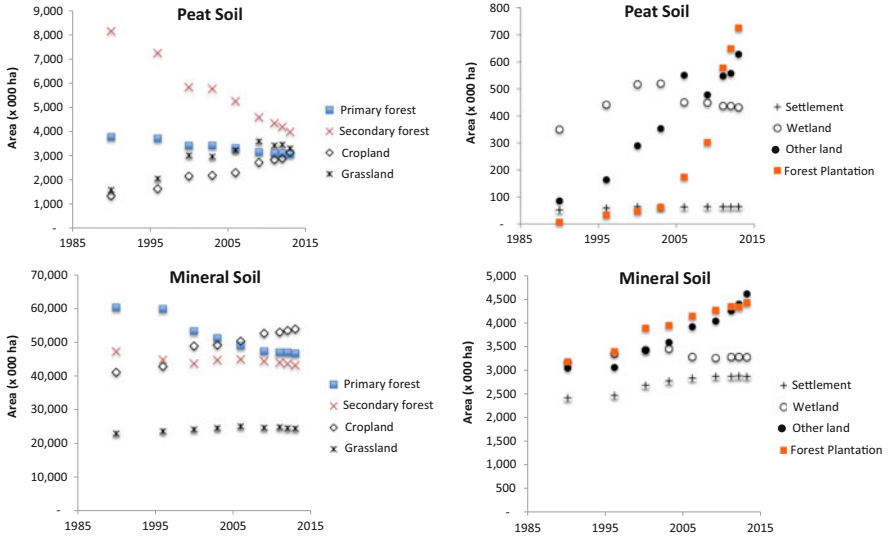 Peat Soil
Area (x 000 ha)
9,000
8,000
7,000
6,000
5,000
4,000
3,000
2,000
1,000
-
1985
1995
2005
2015
Primary forest
Secondary forest
Cropland
Grassland
Peat Soil
Area (x 000 ha)
800
700
600
500
400
300
200
100
-
1985
1995
2005
2015
Settlement
Wetland
Other land
Forest Plantation
Mineral Soil
Area (x 000 ha)
70,000
60,000
50,000
40,000
30,000
20,000
10,000
-
1985
1995
2005
2015
Primary forest
Secondary forest
Cropland
Grassland
Mineral Soil
Area (x 000 ha)
5,000
4,500
4,000
3,500
3,000
2,500
2,000
1,500
1,000
500
-
1985
1995
2005
2015
Settlement
Wetland
Other land
Forest Plantation